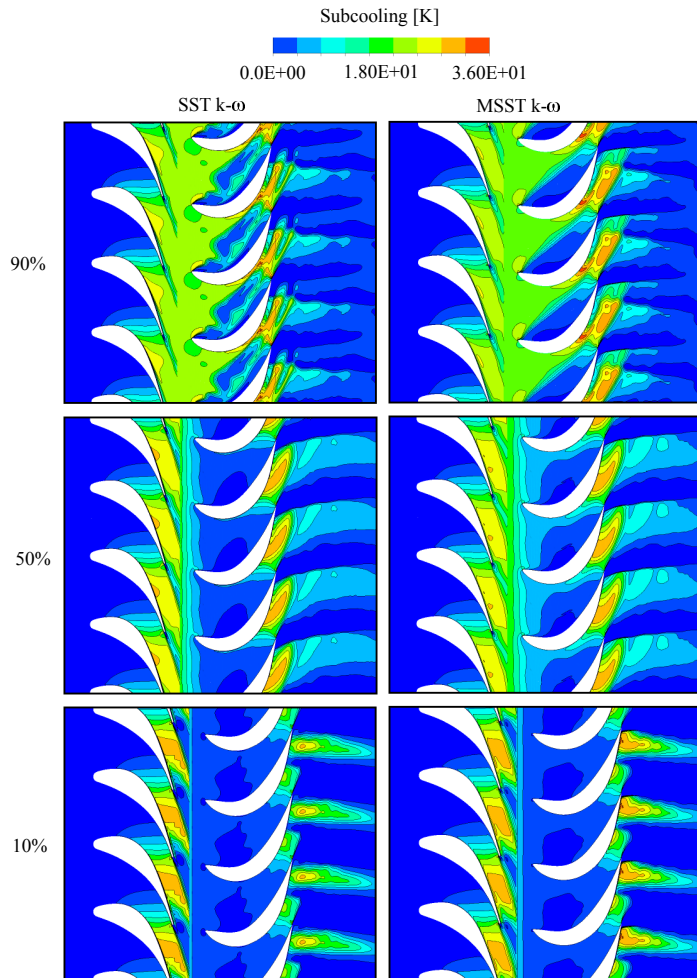 Subcooling [K]
0.0E+00 1.80E+01 3.60E+01
SST k-ω MSST k-ω
90%
50%
10%